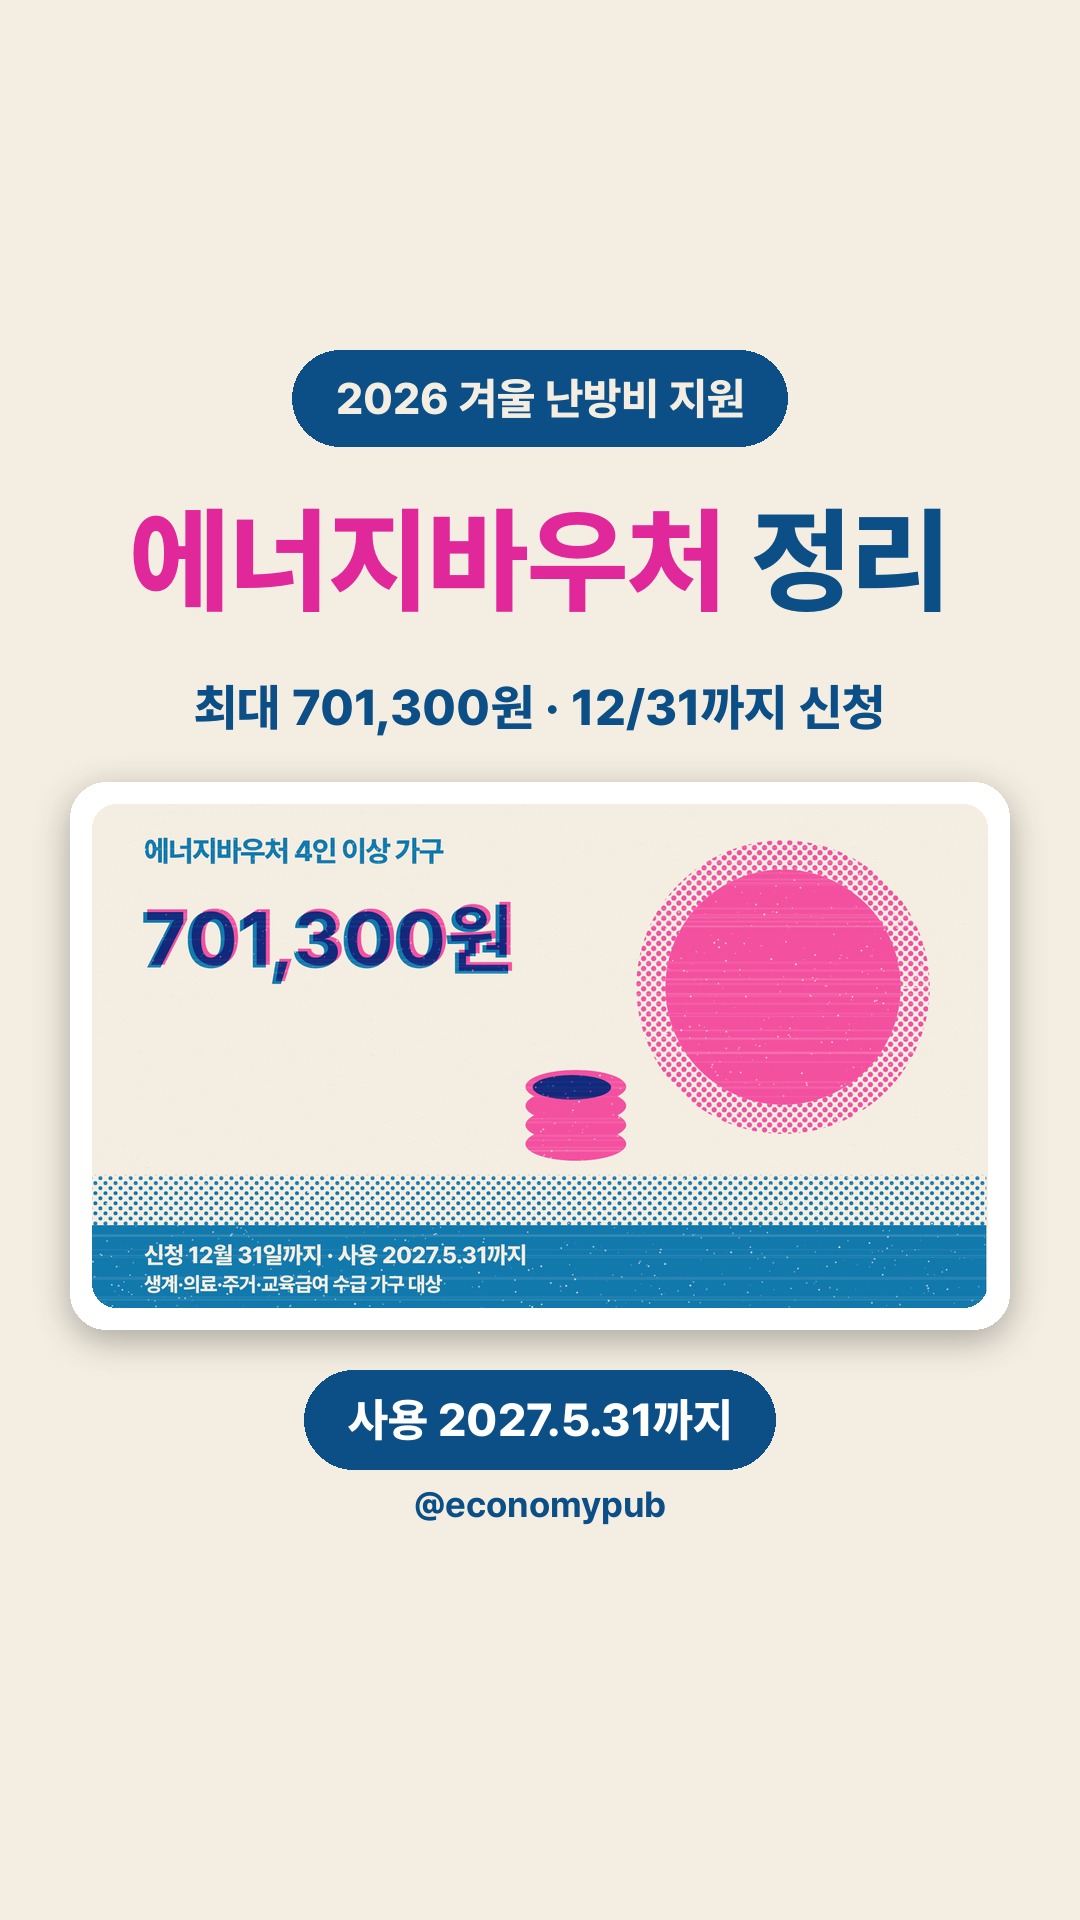 2026 겨울 난방비 지원
에너지바우처 정리
최대 701,300원 · 12/31까지 신청
에너지바우처 4인 이상 가구
701,300원
신청 12월 31일까지 · 사용 2027.5.31까지
생계·의료·주거·교육급여 수급 가구 대상
사용 2027.5.31까지
@economypub